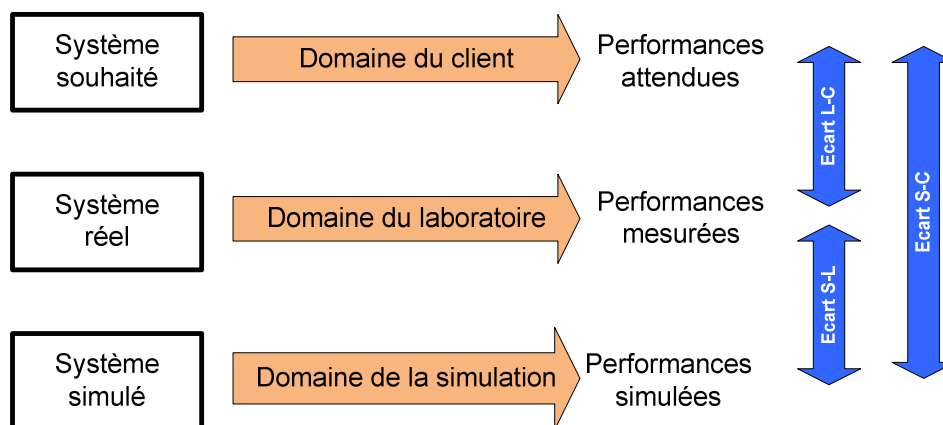 Système
souhaité
Domaine du client
Performances
attendues
Ecart L-C
Ecart S-C
Système
réel
Domaine du laboratoire
Performances
mesurées
Ecart S-L
Système
simulé
Domaine de la simulation
Performances
simulées